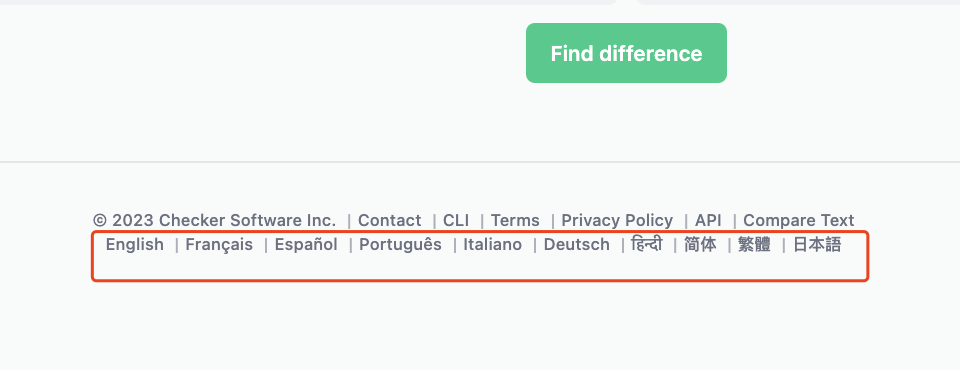 Find difference
© 2023 Checker Software Inc. | Contact | CLI | Terms | Privacy Policy | API | Compare Text
English | Français | Español | Português | Italiano | Deutsch | हिन्दी | 简体 | 繁體 | 日本語